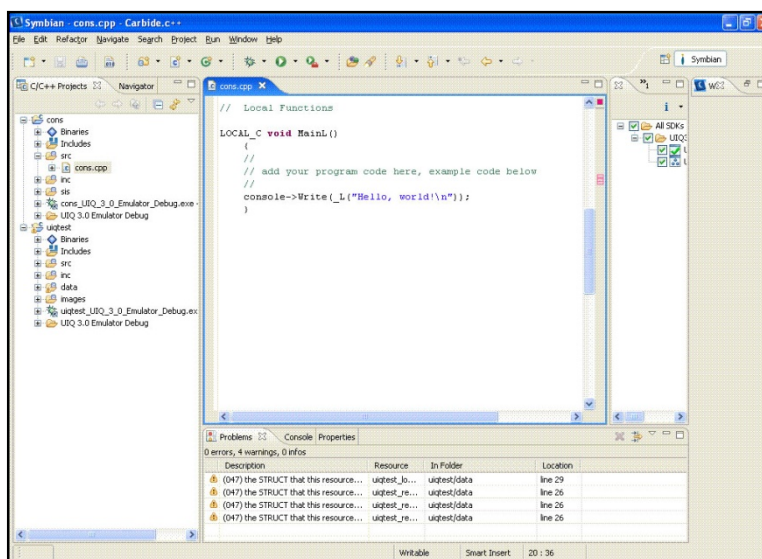 Symbian - cons.cpp - Carbide.c++
File Edit Refactor Navigate Search Project Run Window Help
Symbian
C/C++ Projects Navigator
cons
Binaries
Includes
src
cons.cpp
inc
sis
cons_UIQ_3_0_Emulator_Debug.exe -
UIQ 3.0 Emulator Debug
uiqtest
Binaries
Includes
src
inc
data
images
uiqtest_UIQ_3_0_Emulator_Debug.ex
UIQ 3.0 Emulator Debug
cons.cpp
// Local Functions
LOCAL_C void MainL()
{
//
// add your program code here, example code below
//
console->Write(_L("Hello, world!\n"));
}
»1
All SDKs
UIQ3
U
U
Problems Console Properties
0 errors, 4 warnings, 0 infos
Description Resource In Folder Location
(047) the STRUCT that this resource... uiqtest_lo... uiqtest/data line 29
(047) the STRUCT that this resource... uiqtest_re... uiqtest/data line 26
(047) the STRUCT that this resource... uiqtest_re... uiqtest/data line 26
(047) the STRUCT that this resource... uiqtest_re... uiqtest/data line 26
Writable Smart Insert 20 : 36